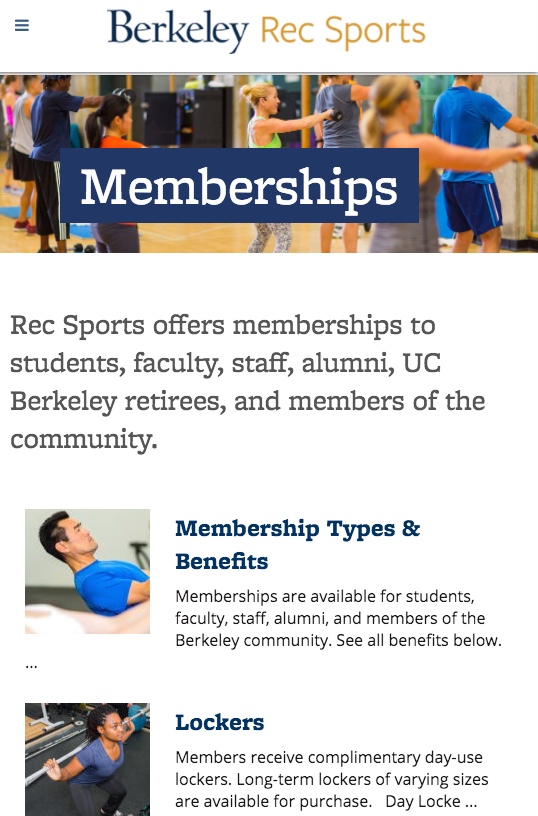 Berkeley Rec Sports
Memberships
Rec Sports offers memberships to
students, faculty, staff, alumni, UC
Berkeley retirees, and members of the
community.
Membership Types &
Benefits
Memberships are available for students,
faculty, staff, alumni, and members of the
Berkeley community. See all benefits below.
...
Lockers
Members receive complimentary day-use
lockers. Long-term lockers of varying sizes
are available for purchase.   Day Locke ...